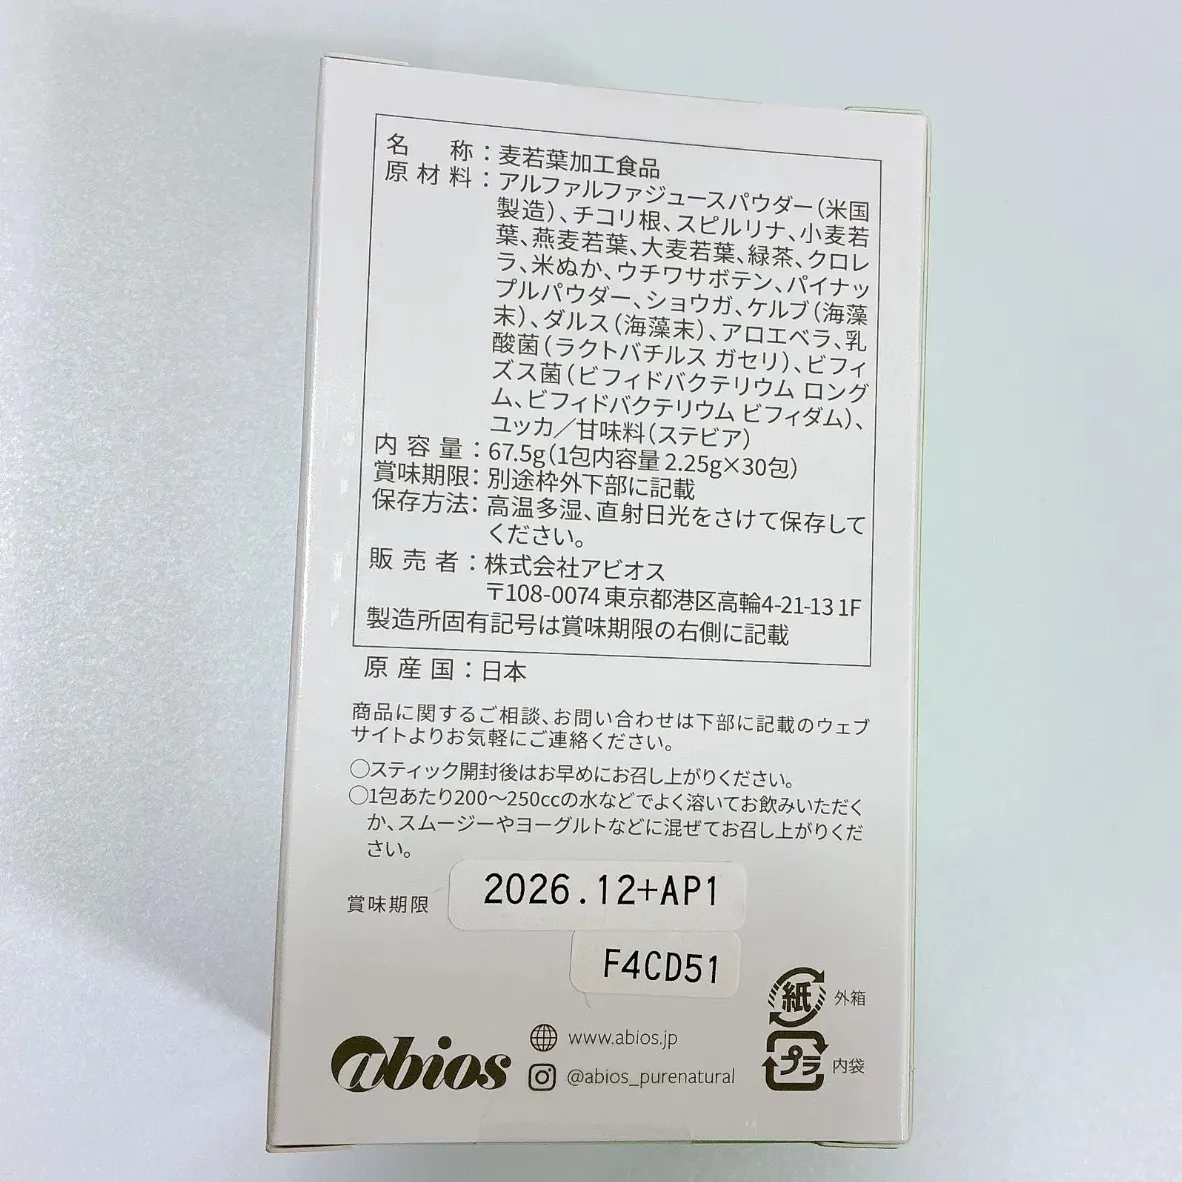 名 称：麦若葉加工食品
原材料：アルファルファジュースパウダー（米国
製造）、チコリ根、スピルリナ、小麦若
葉、燕麦若葉、大麦若葉、緑茶、クロレ
ラ、米ぬか、ウチワサボテン、パイナッ
プルパウダー、ショウガ、ケルプ（海藻
末）、ダルス（海藻末）、アロエベラ、乳
酸菌（ラクトバチルス ガセリ）、ビフィ
ズス菌（ビフィドバクテリウム ロング
ム、ビフィドバクテリウム ビフィダム）、
ユッカ／甘味料（ステビア）
内容量：67.5g（1包内容量 2.25g×30包）
賞味期限：別途枠外下部に記載
保存方法：高温多湿、直射日光をさけて保存して
ください。
販売者：株式会社アビオス
〒108-0074 東京都港区高輪4-21-13 1F
製造所固有記号は賞味期限の右側に記載
原産国：日本
商品に関するご相談、お問い合わせは下部に記載のウェブ
サイトよりお気軽にご連絡ください。
○スティック開封後はお早めにお召し上がりください。
○1包あたり200〜250ccの水などでよく溶いてお飲みいただく
か、スムージーやヨーグルトなどに混ぜてお召し上がりくだ
さい。
賞味期限 2026.12+AP1
F4CD51
紙 外箱
プラ 内袋
abios
www.abios.jp
@abios_purenatural